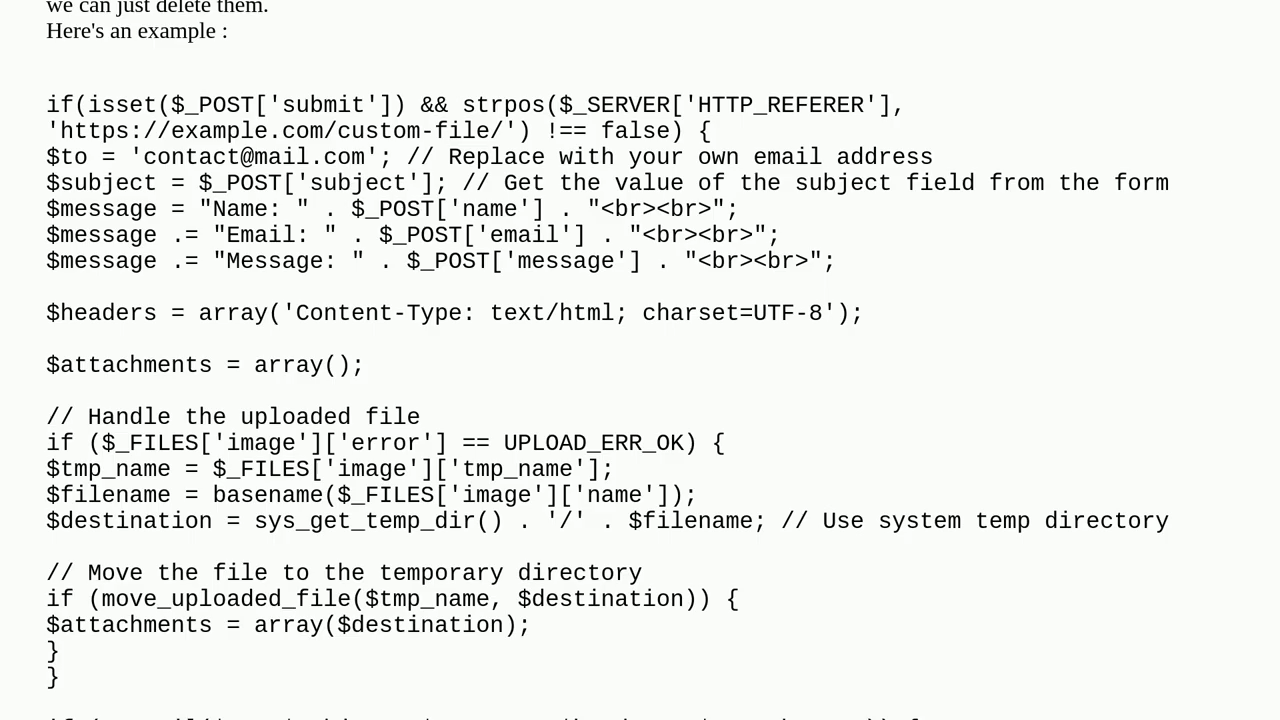 we can just delete them.
Here's an example :
if(isset($_POST['submit']) && strpos($_SERVER['HTTP_REFERER'],
'https://example.com/custom-file/') !== false) {
$to = 'contact@mail.com'; // Replace with your own email address
$subject = $_POST['subject']; // Get the value of the subject field from the form
$message = "Name: " . $_POST['name'] . "<br><br>";
$message .= "Email: " . $_POST['email'] . "<br><br>";
$message .= "Message: " . $_POST['message'] . "<br><br>";
$headers = array('Content-Type: text/html; charset=UTF-8');
$attachments = array();
// Handle the uploaded file
if ($_FILES['image']['error'] == UPLOAD_ERR_OK) {
$tmp_name = $_FILES['image']['tmp_name'];
$filename = basename($_FILES['image']['name']);
$destination = sys_get_temp_dir() . '/' . $filename; // Use system temp directory
// Move the file to the temporary directory
if (move_uploaded_file($tmp_name, $destination)) {
$attachments = array($destination);
}
}